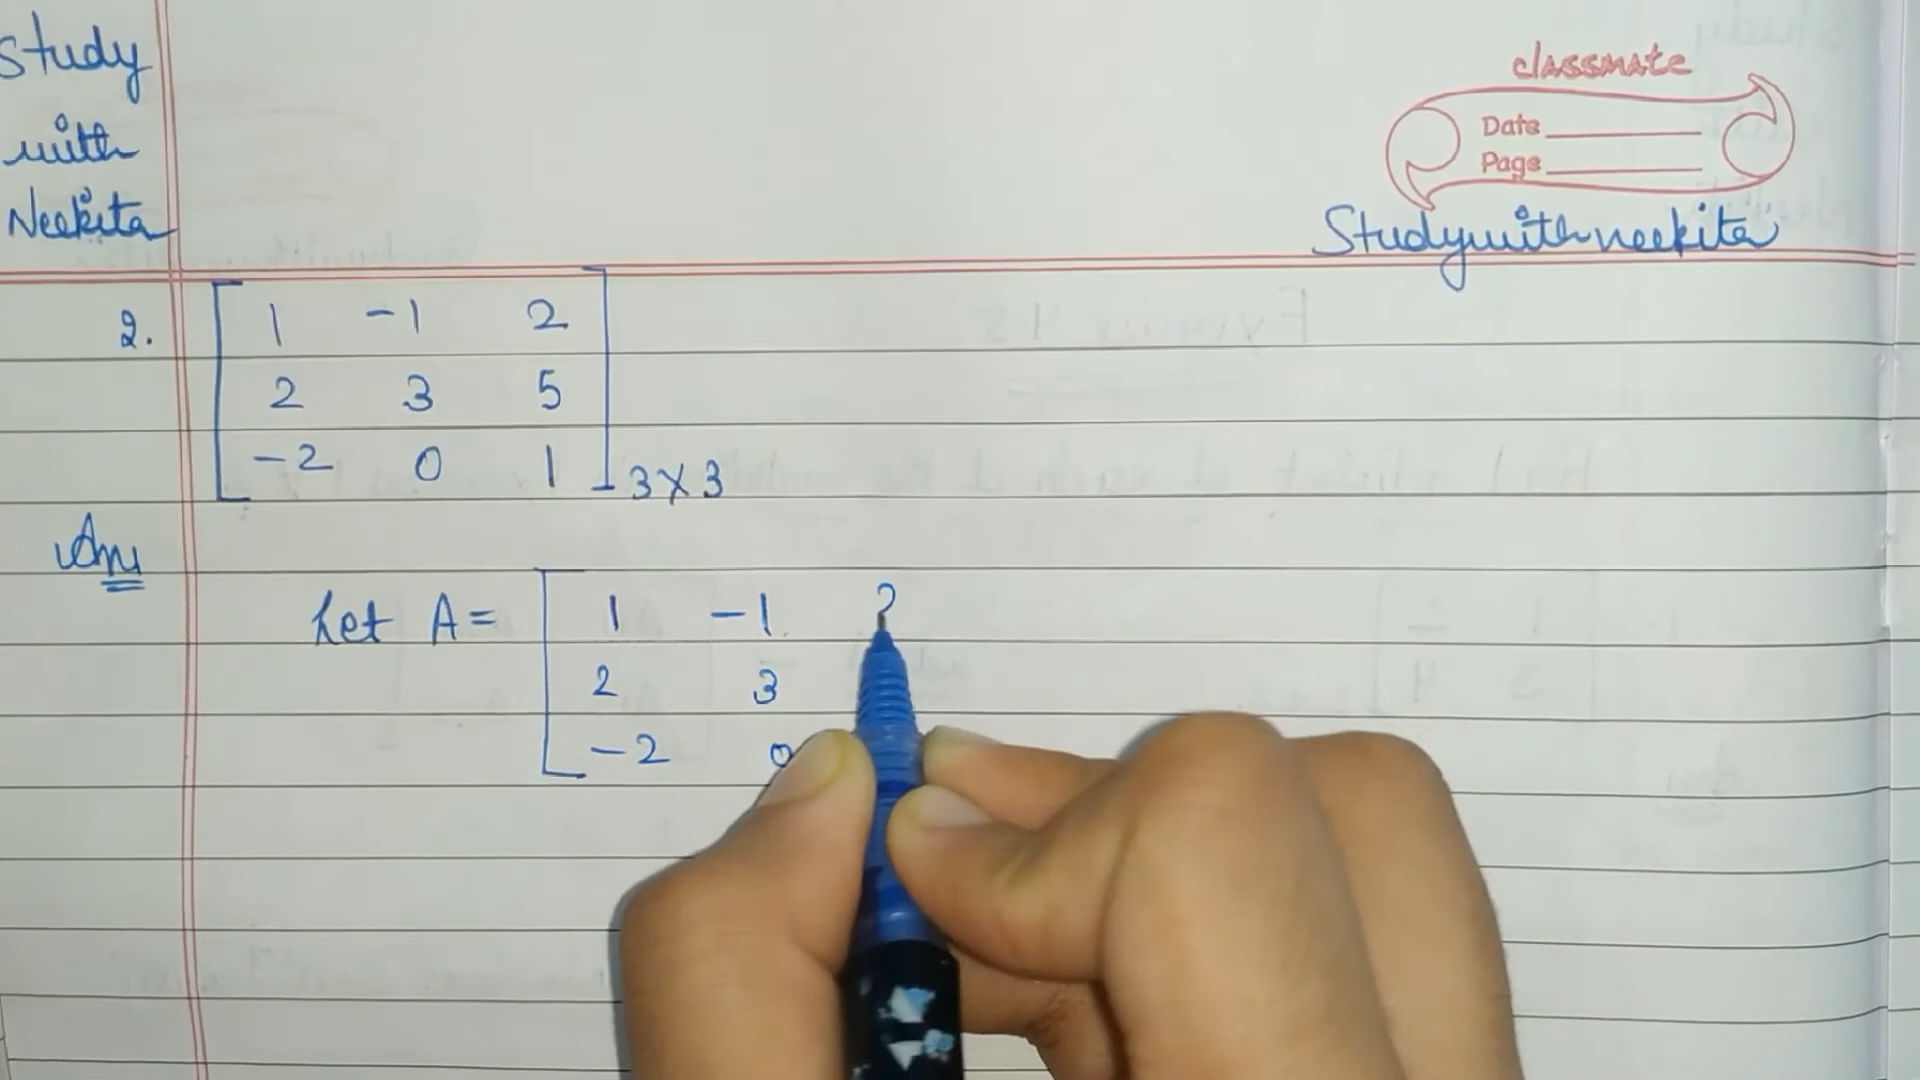 Study
with
Neekita
classmate
Date
Page
Studywithneekita
2. 1 -1 2
2 3 5
-2 0 1 3×3
Ans
Let A = 1 -1 2
2 3
-2 0